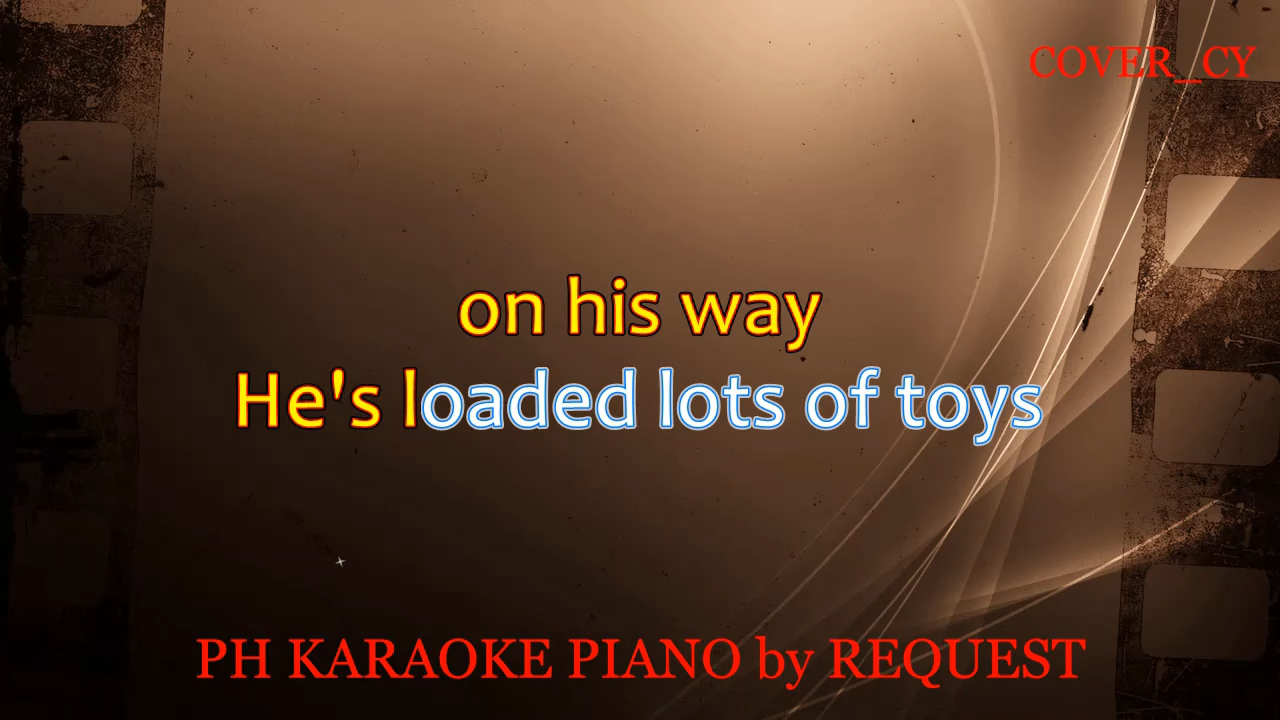 COVER_CY
on his way
He's loaded lots of toys
PH KARAOKE PIANO by REQUEST